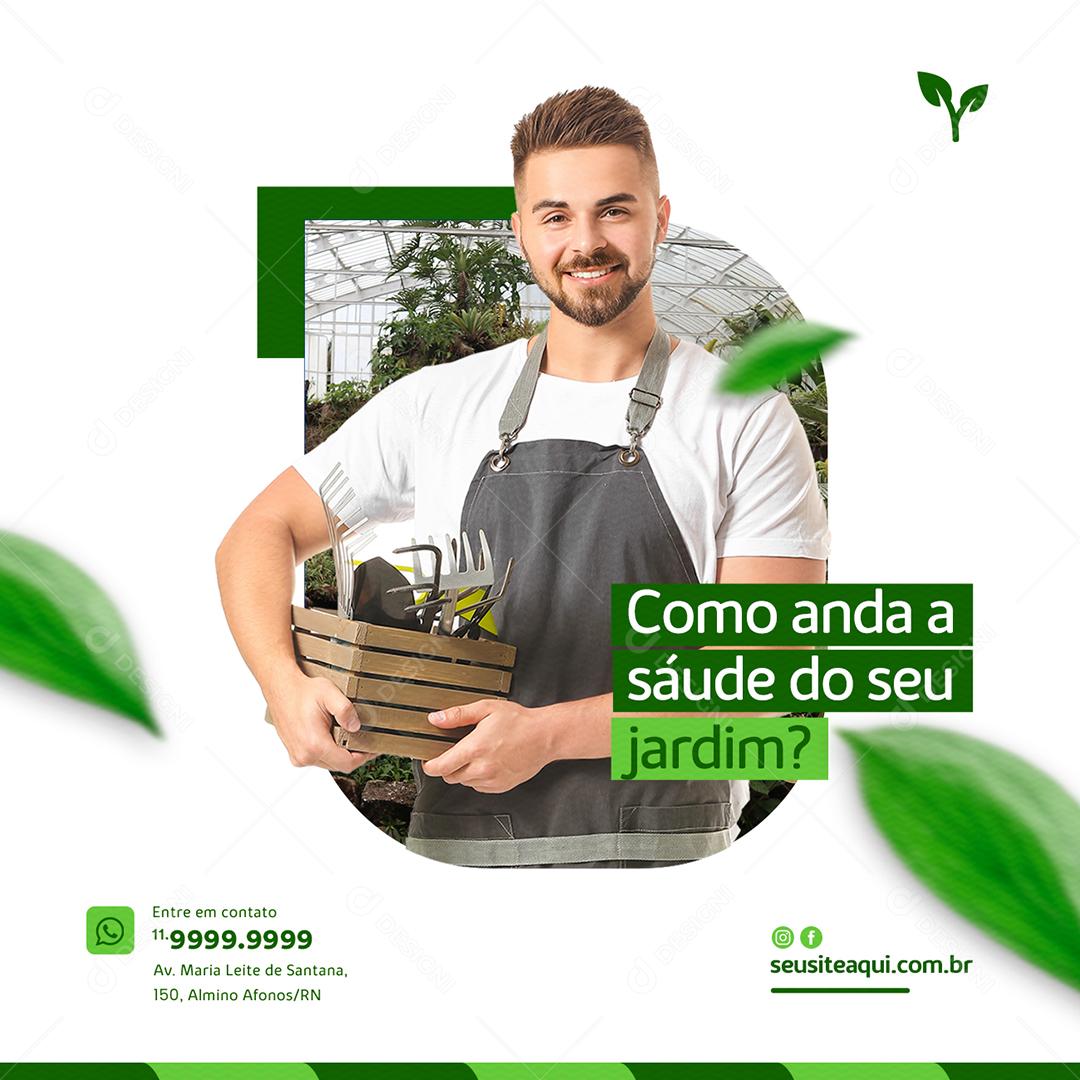 Como anda a
sáude do seu
jardim?
Entre em contato
11.9999.9999
Av. Maria Leite de Santana,
150, Almino Afonos/RN
seusiteaqui.com.br
DESIGNI